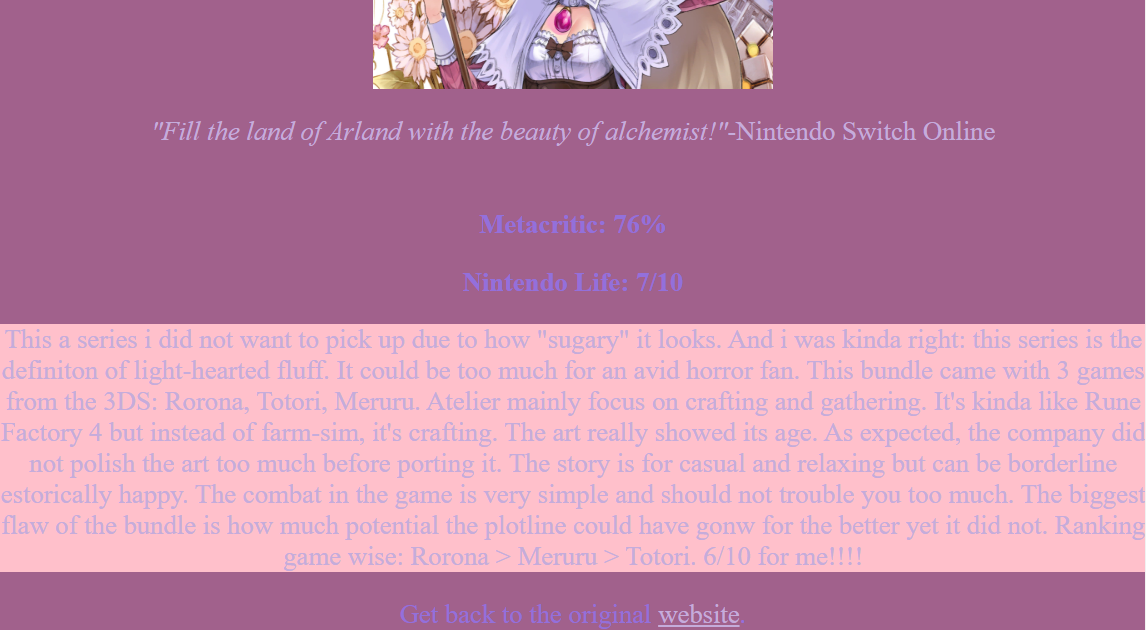 "Fill the land of Arland with the beauty of alchemist!"-Nintendo Switch Online
Metacritic: 76%
Nintendo Life: 7/10
This a series i did not want to pick up due to how "sugary" it looks. And i was kinda right: this series is the
definiton of light-hearted fluff. It could be too much for an avid horror fan. This bundle came with 3 games
from the 3DS: Rorona, Totori, Meruru. Atelier mainly focus on crafting and gathering. It's kinda like Rune
Factory 4 but instead of farm-sim, it's crafting. The art really showed its age. As expected, the company did
not polish the art too much before porting it. The story is for casual and relaxing but can be borderline
estorically happy. The combat in the game is very simple and should not trouble you too much. The biggest
flaw of the bundle is how much potential the plotline could have gonw for the better yet it did not. Ranking
game wise: Rorona > Meruru > Totori. 6/10 for me!!!!
Get back to the original website.